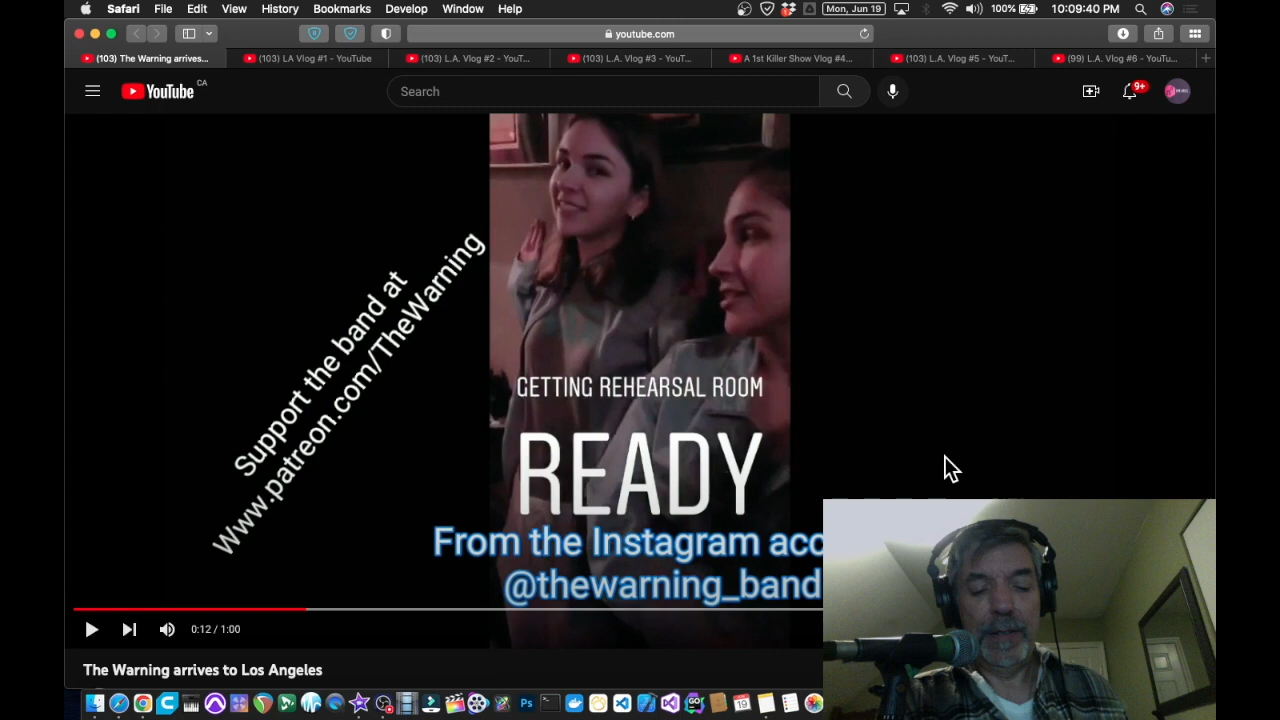 Safari File Edit View History Bookmarks Develop Window Help Mon, Jun 19 100% 10:09:40 PM
youtube.com
(103) The Warning arrives... (103) LA Vlog #1 - YouTube (103) L.A. Vlog #2 - YouT... (103) L.A. Vlog #3 - YouT... A 1st Killer Show Vlog #4... (103) L.A. Vlog #5 - YouT... (99) L.A. Vlog #6 - YouTu...
YouTube CA Search 9+
Support the band at
Www.patreon.com/TheWarning
GETTING REHEARSAL ROOM
READY
From the Instagram acc
@thewarning_band
0:12 / 1:00
The Warning arrives to Los Angeles
Ps GO 19